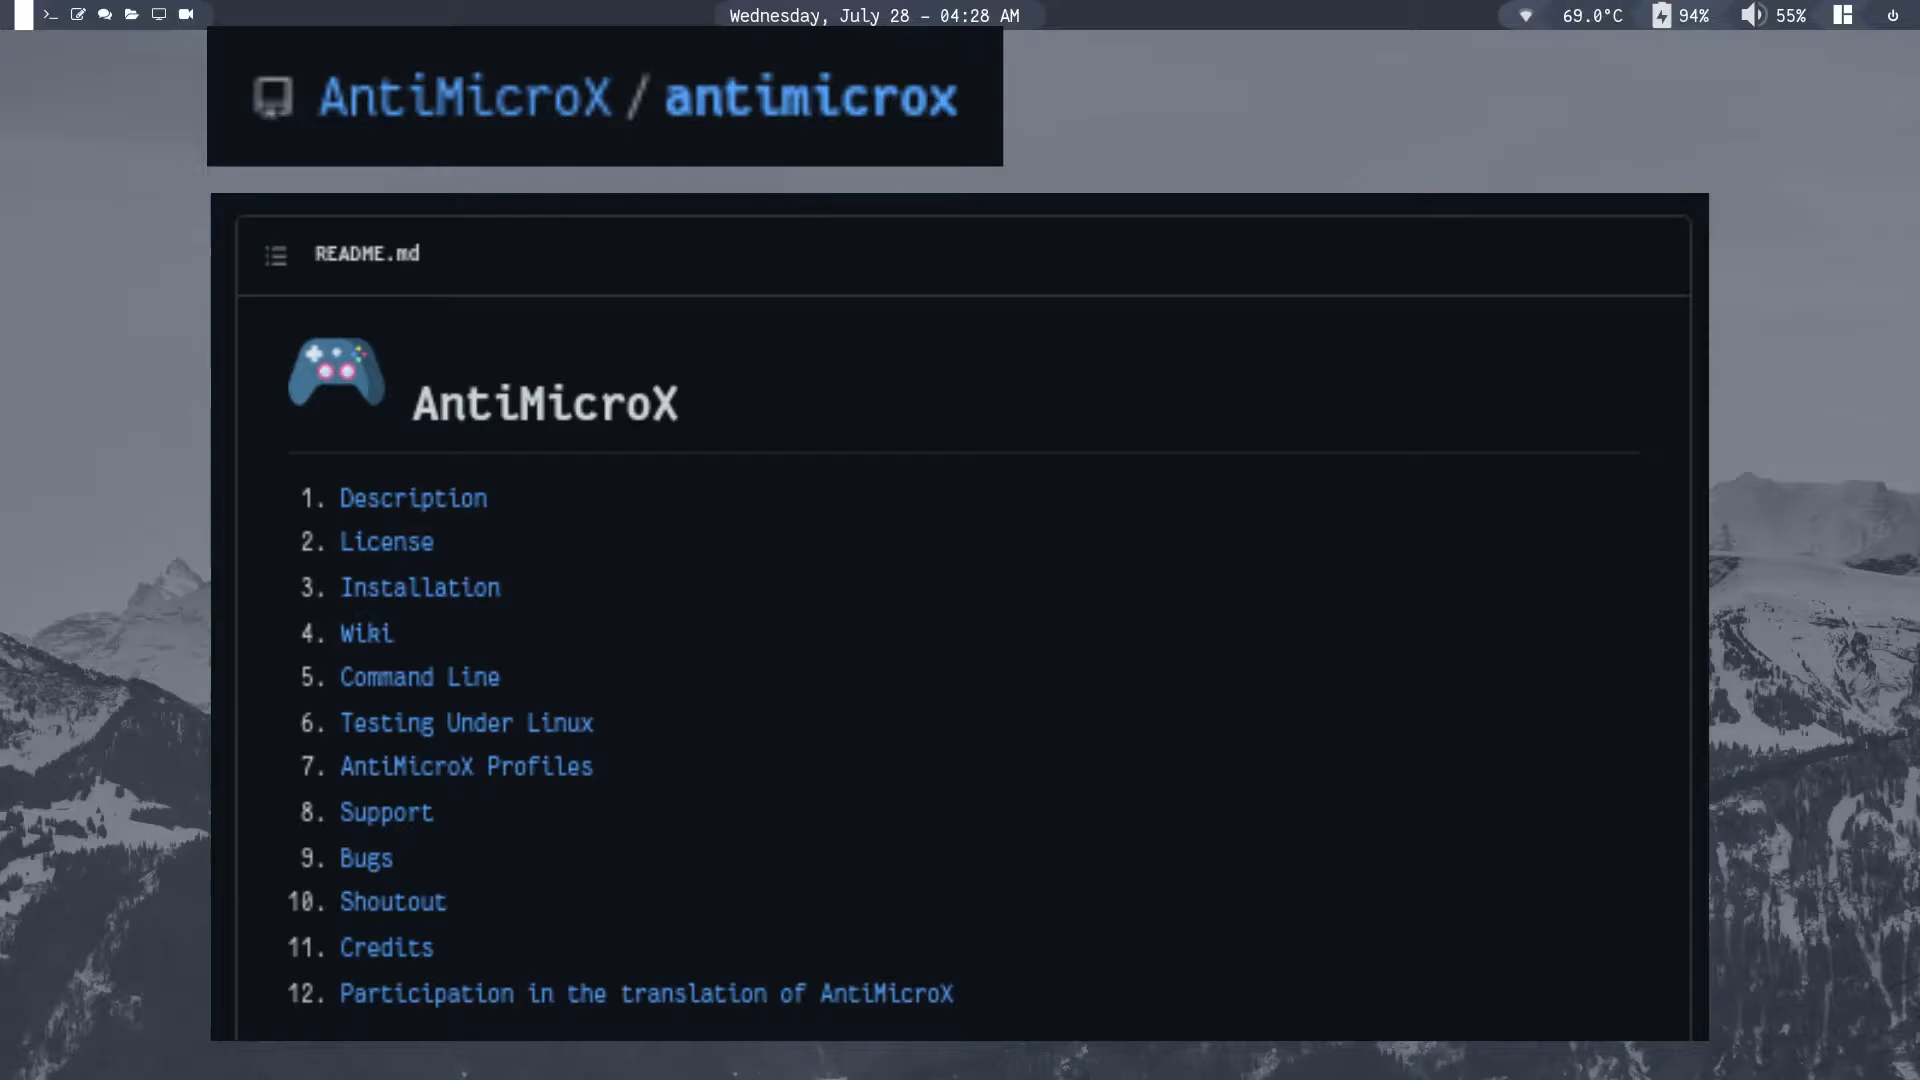 Wednesday, July 28 - 04:28 AM
69.0°C
94%
55%
AntiMicroX / antimicrox
README.md
AntiMicroX
1. Description
2. License
3. Installation
4. Wiki
5. Command Line
6. Testing Under Linux
7. AntiMicroX Profiles
8. Support
9. Bugs
10. Shoutout
11. Credits
12. Participation in the translation of AntiMicroX